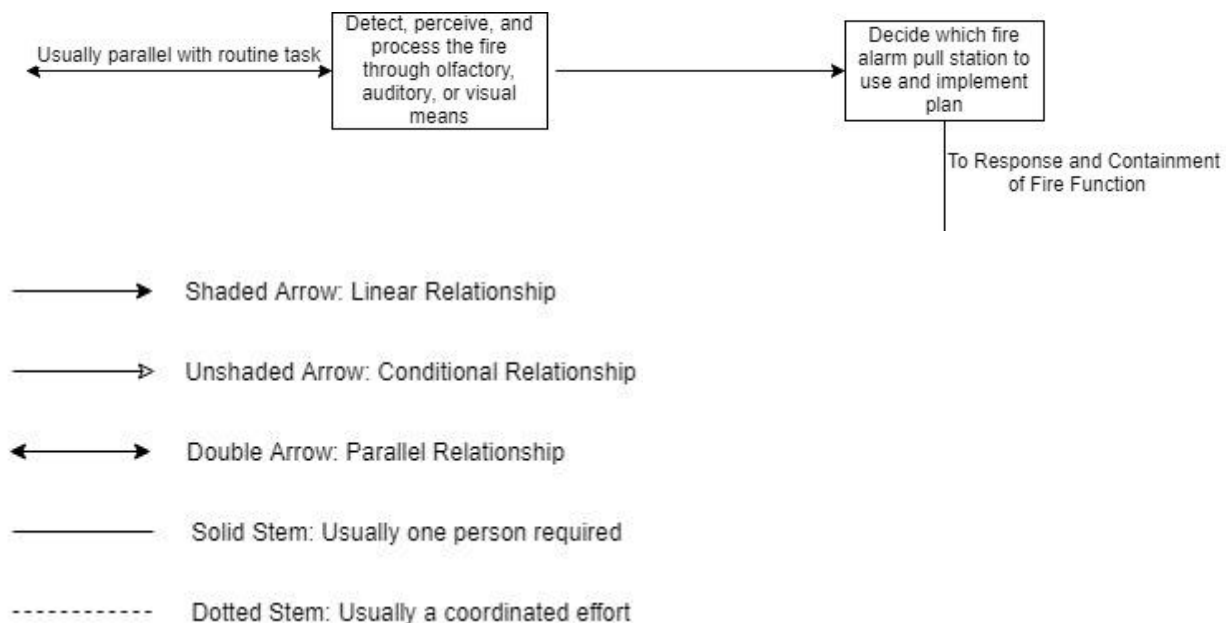 Usually parallel with routine task
Detect, perceive, and
process the fire
through olfactory,
auditory, or visual
means
Decide which fire
alarm pull station to
use and implement
plan
To Response and Containment
of Fire Function
Shaded Arrow: Linear Relationship
Unshaded Arrow: Conditional Relationship
Double Arrow: Parallel Relationship
Solid Stem: Usually one person required
Dotted Stem: Usually a coordinated effort